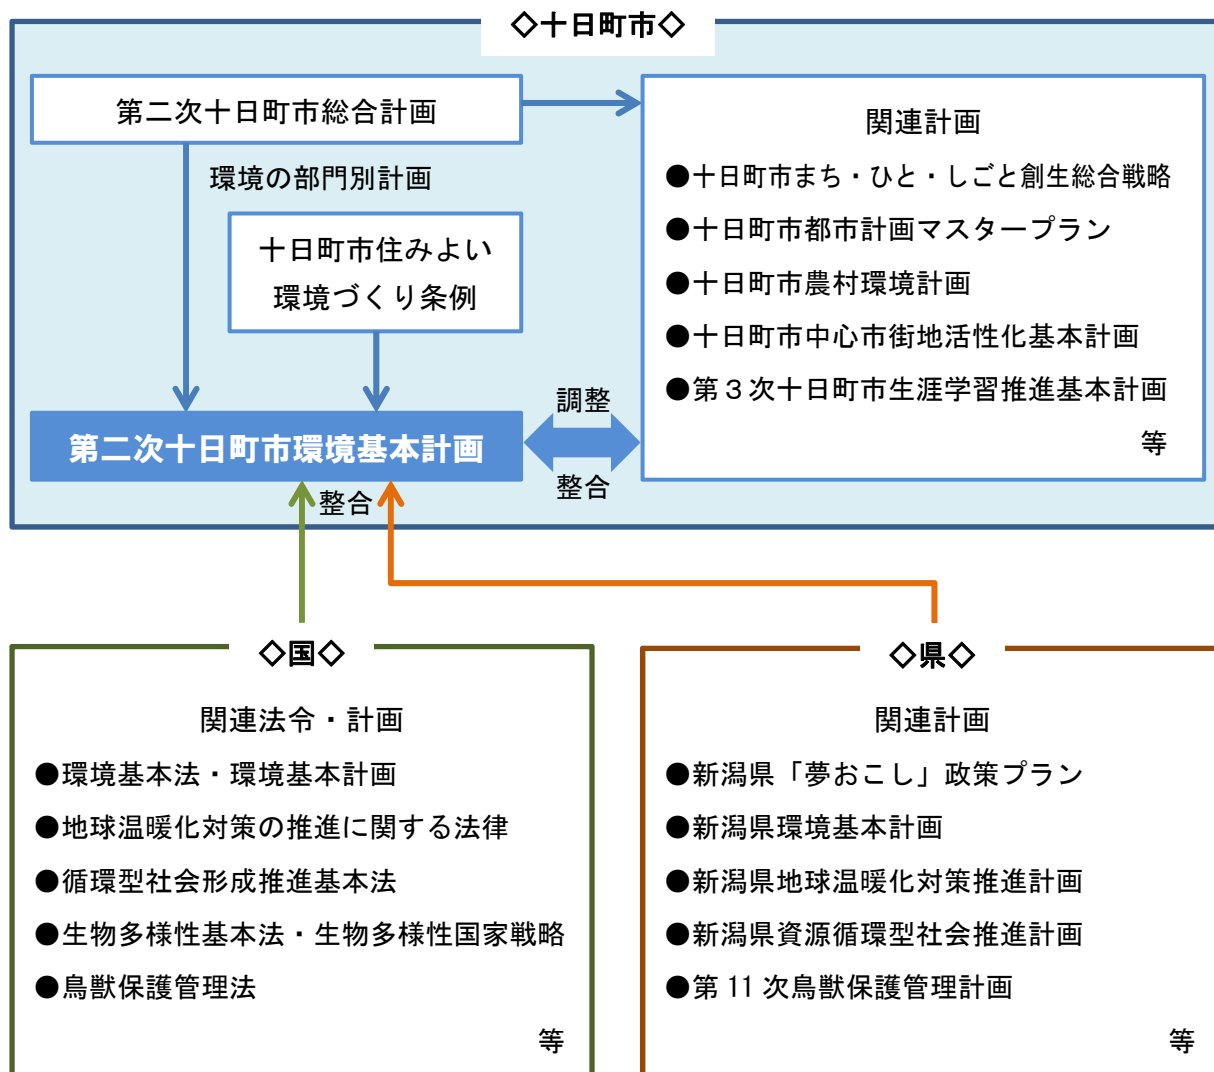 ◇十日町市◇
第二次十日町市総合計画
環境の部門別計画
十日町市住みよい
環境づくり条例
第二次十日町市環境基本計画
調整
整合
関連計画
●十日町市まち・ひと・しごと創生総合戦略
●十日町市都市計画マスタープラン
●十日町市農村環境計画
●十日町市中心市街地活性化基本計画
●第３次十日町市生涯学習推進基本計画
等
整合
◇国◇
関連法令・計画
●環境基本法・環境基本計画
●地球温暖化対策の推進に関する法律
●循環型社会形成推進基本法
●生物多様性基本法・生物多様性国家戦略
●鳥獣保護管理法
等
◇県◇
関連計画
●新潟県「夢おこし」政策プラン
●新潟県環境基本計画
●新潟県地球温暖化対策推進計画
●新潟県資源循環型社会推進計画
●第 11 次鳥獣保護管理計画
等